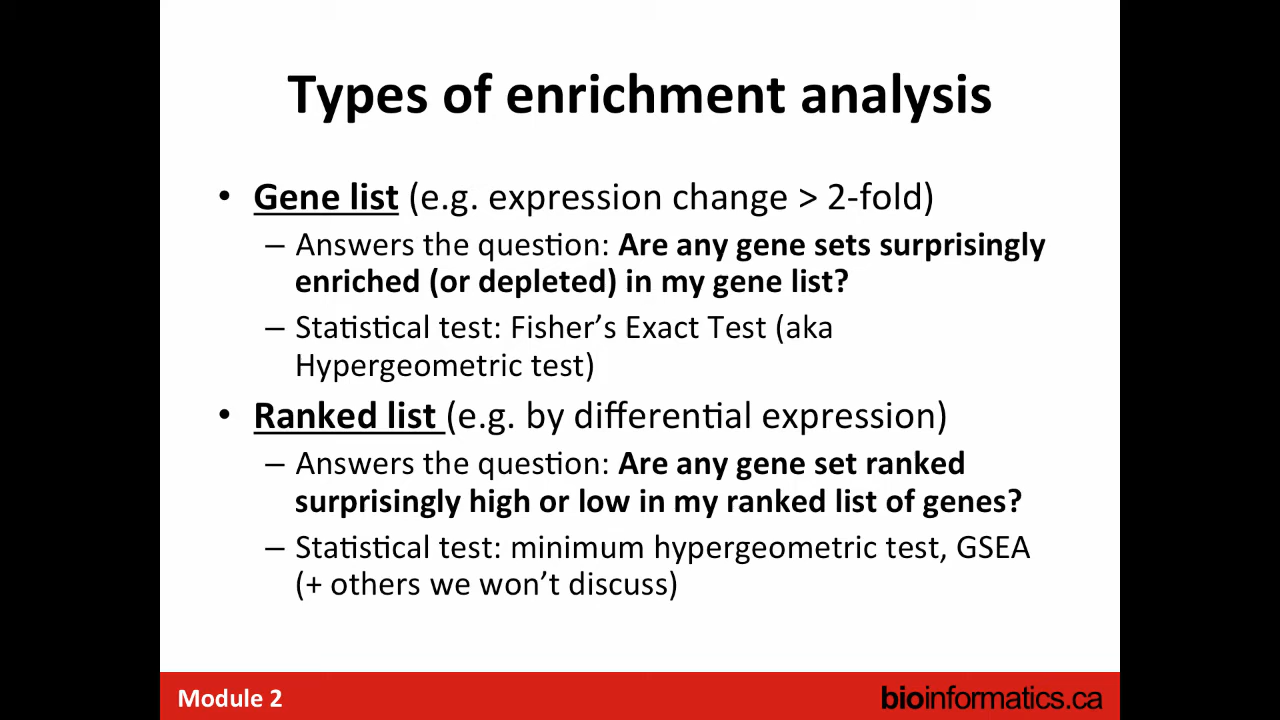 Types of enrichment analysis
• Gene list (e.g. expression change > 2-fold)
– Answers the question: Are any gene sets surprisingly
enriched (or depleted) in my gene list?
– Statistical test: Fisher’s Exact Test (aka
Hypergeometric test)
• Ranked list (e.g. by differential expression)
– Answers the question: Are any gene set ranked
surprisingly high or low in my ranked list of genes?
– Statistical test: minimum hypergeometric test, GSEA
(+ others we won’t discuss)
Module 2
bioinformatics.ca